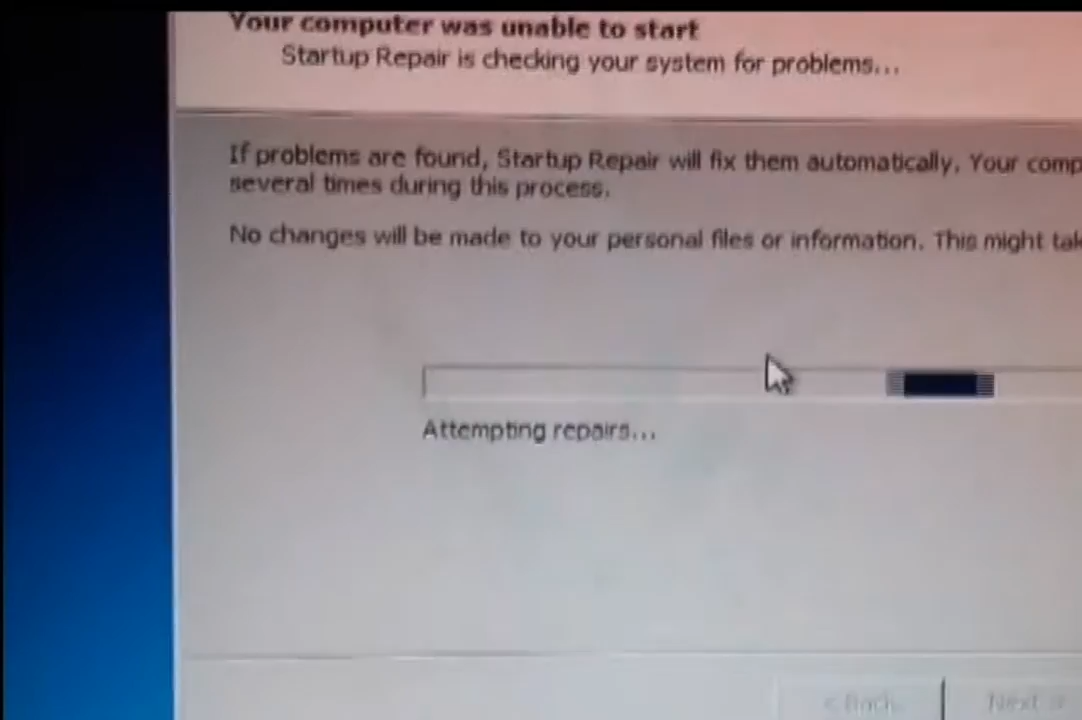 Your computer was unable to start
Startup Repair is checking your system for problems...
If problems are found, Startup Repair will fix them automatically. Your comp
several times during this process.
No changes will be made to your personal files or information. This might tak
Attempting repairs...
< Back
Next >